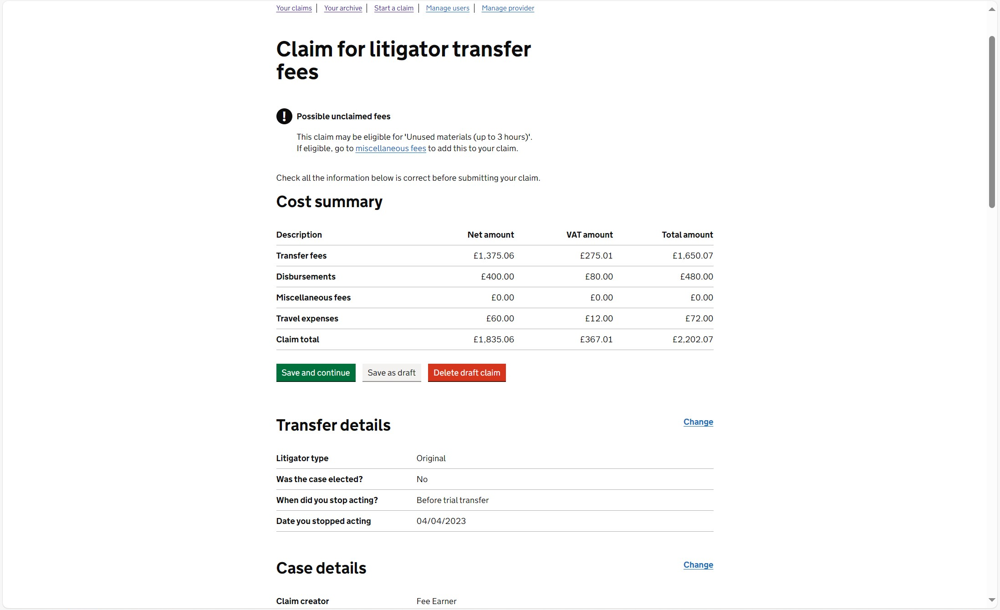 Your claims | Your archive | Start a claim | Manage users | Manage provider
Claim for litigator transfer
fees
! Possible unclaimed fees
This claim may be eligible for 'Unused materials (up to 3 hours)'.
If eligible, go to miscellaneous fees to add this to your claim.
Check all the information below is correct before submitting your claim.
Cost summary
Description Net amount VAT amount Total amount
Transfer fees £1,375.06 £275.01 £1,650.07
Disbursements £400.00 £80.00 £480.00
Miscellaneous fees £0.00 £0.00 £0.00
Travel expenses £60.00 £12.00 £72.00
Claim total £1,835.06 £367.01 £2,202.07
Save and continue Save as draft Delete draft claim
Transfer details Change
Litigator type Original
Was the case elected? No
When did you stop acting? Before trial transfer
Date you stopped acting 04/04/2023
Case details Change
Claim creator Fee Earner